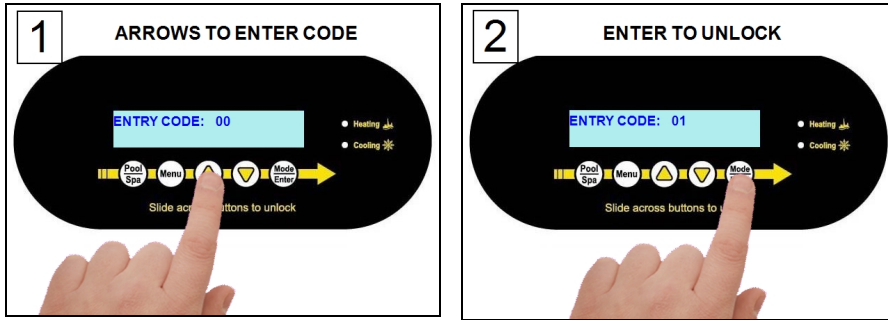 1
ARROWS TO ENTER CODE
ENTRY CODE: 00
Heating
Cooling
Pool
Spa
Menu
Mode
Enter
Slide across buttons to unlock
2
ENTER TO UNLOCK
ENTRY CODE: 01
Heating
Cooling
Pool
Spa
Menu
Mode
Slide across buttons to